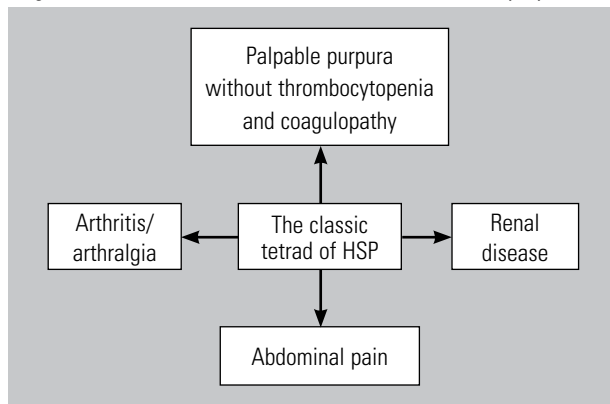 Palpable purpura
without thrombocytopenia
and coagulopathy
Arthritis/
arthralgia
The classic
tetrad of HSP
Renal
disease
Abdominal pain